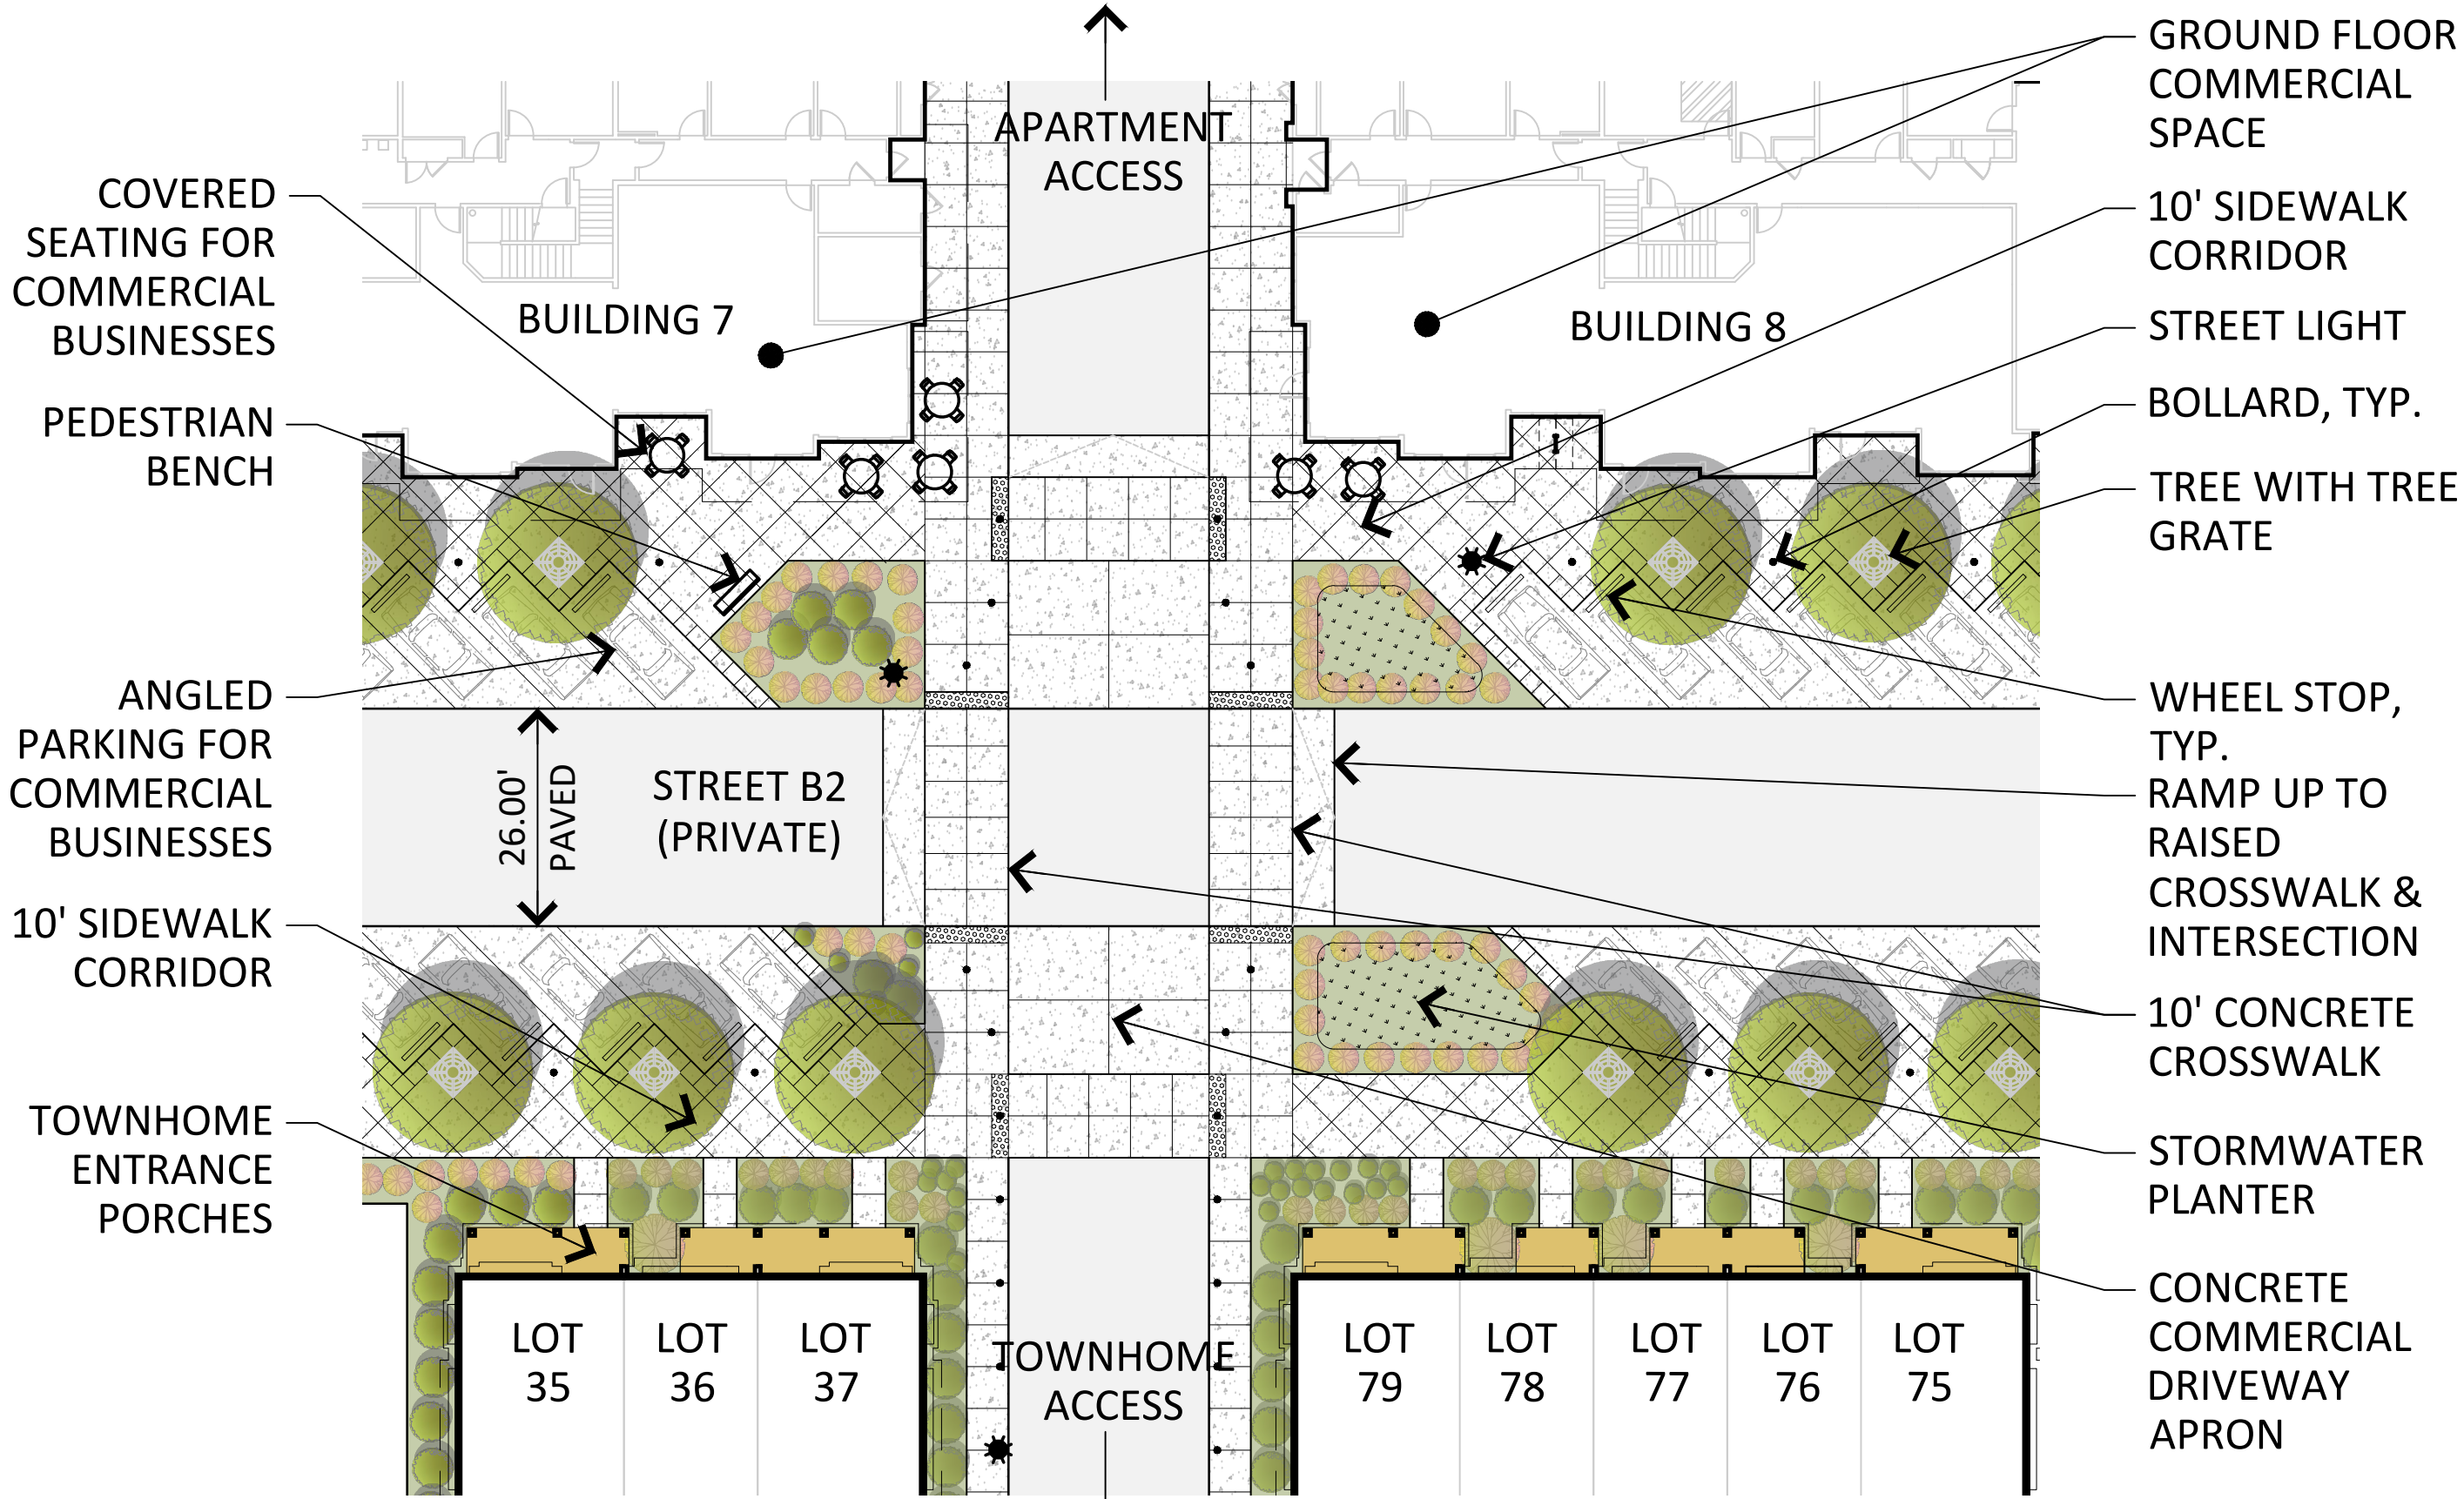 APARTMENT
ACCESS
COVERED
SEATING FOR
COMMERCIAL
BUSINESSES
PEDESTRIAN
BENCH
ANGLED
PARKING FOR
COMMERCIAL
BUSINESSES
10' SIDEWALK
CORRIDOR
TOWNHOME
ENTRANCE
PORCHES
BUILDING 7
BUILDING 8
STREET B2
(PRIVATE)
26.00'
PAVED
LOT
35
LOT
36
LOT
37
TOWNHOME
ACCESS
LOT
79
LOT
78
LOT
77
LOT
76
LOT
75
GROUND FLOOR
COMMERCIAL
SPACE
10' SIDEWALK
CORRIDOR
STREET LIGHT
BOLLARD, TYP.
TREE WITH TREE
GRATE
WHEEL STOP,
TYP.
RAMP UP TO
RAISED
CROSSWALK &
INTERSECTION
10' CONCRETE
CROSSWALK
STORMWATER
PLANTER
CONCRETE
COMMERCIAL
DRIVEWAY
APRON